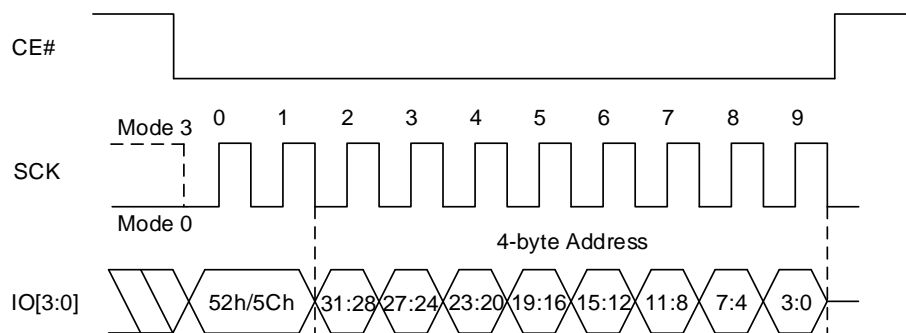 CE#
0 1 2 3 4 5 6 7 8 9
Mode 3
SCK
Mode 0
4-byte Address
IO[3:0] 52h/5Ch 31:28 27:24 23:20 19:16 15:12 11:8 7:4 3:0